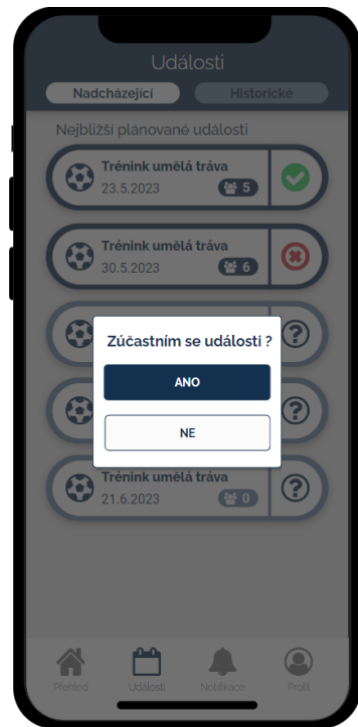 Události
Nadcházející
Historické
Nejbližší plánované události
Trénink umělá tráva
23.5.2023
5
Trénink umělá tráva
30.5.2023
6
Zúčastním se události ?
ANO
NE
Trénink umělá tráva
21.6.2023
0
Přehled
Události
Notifikace
Profil